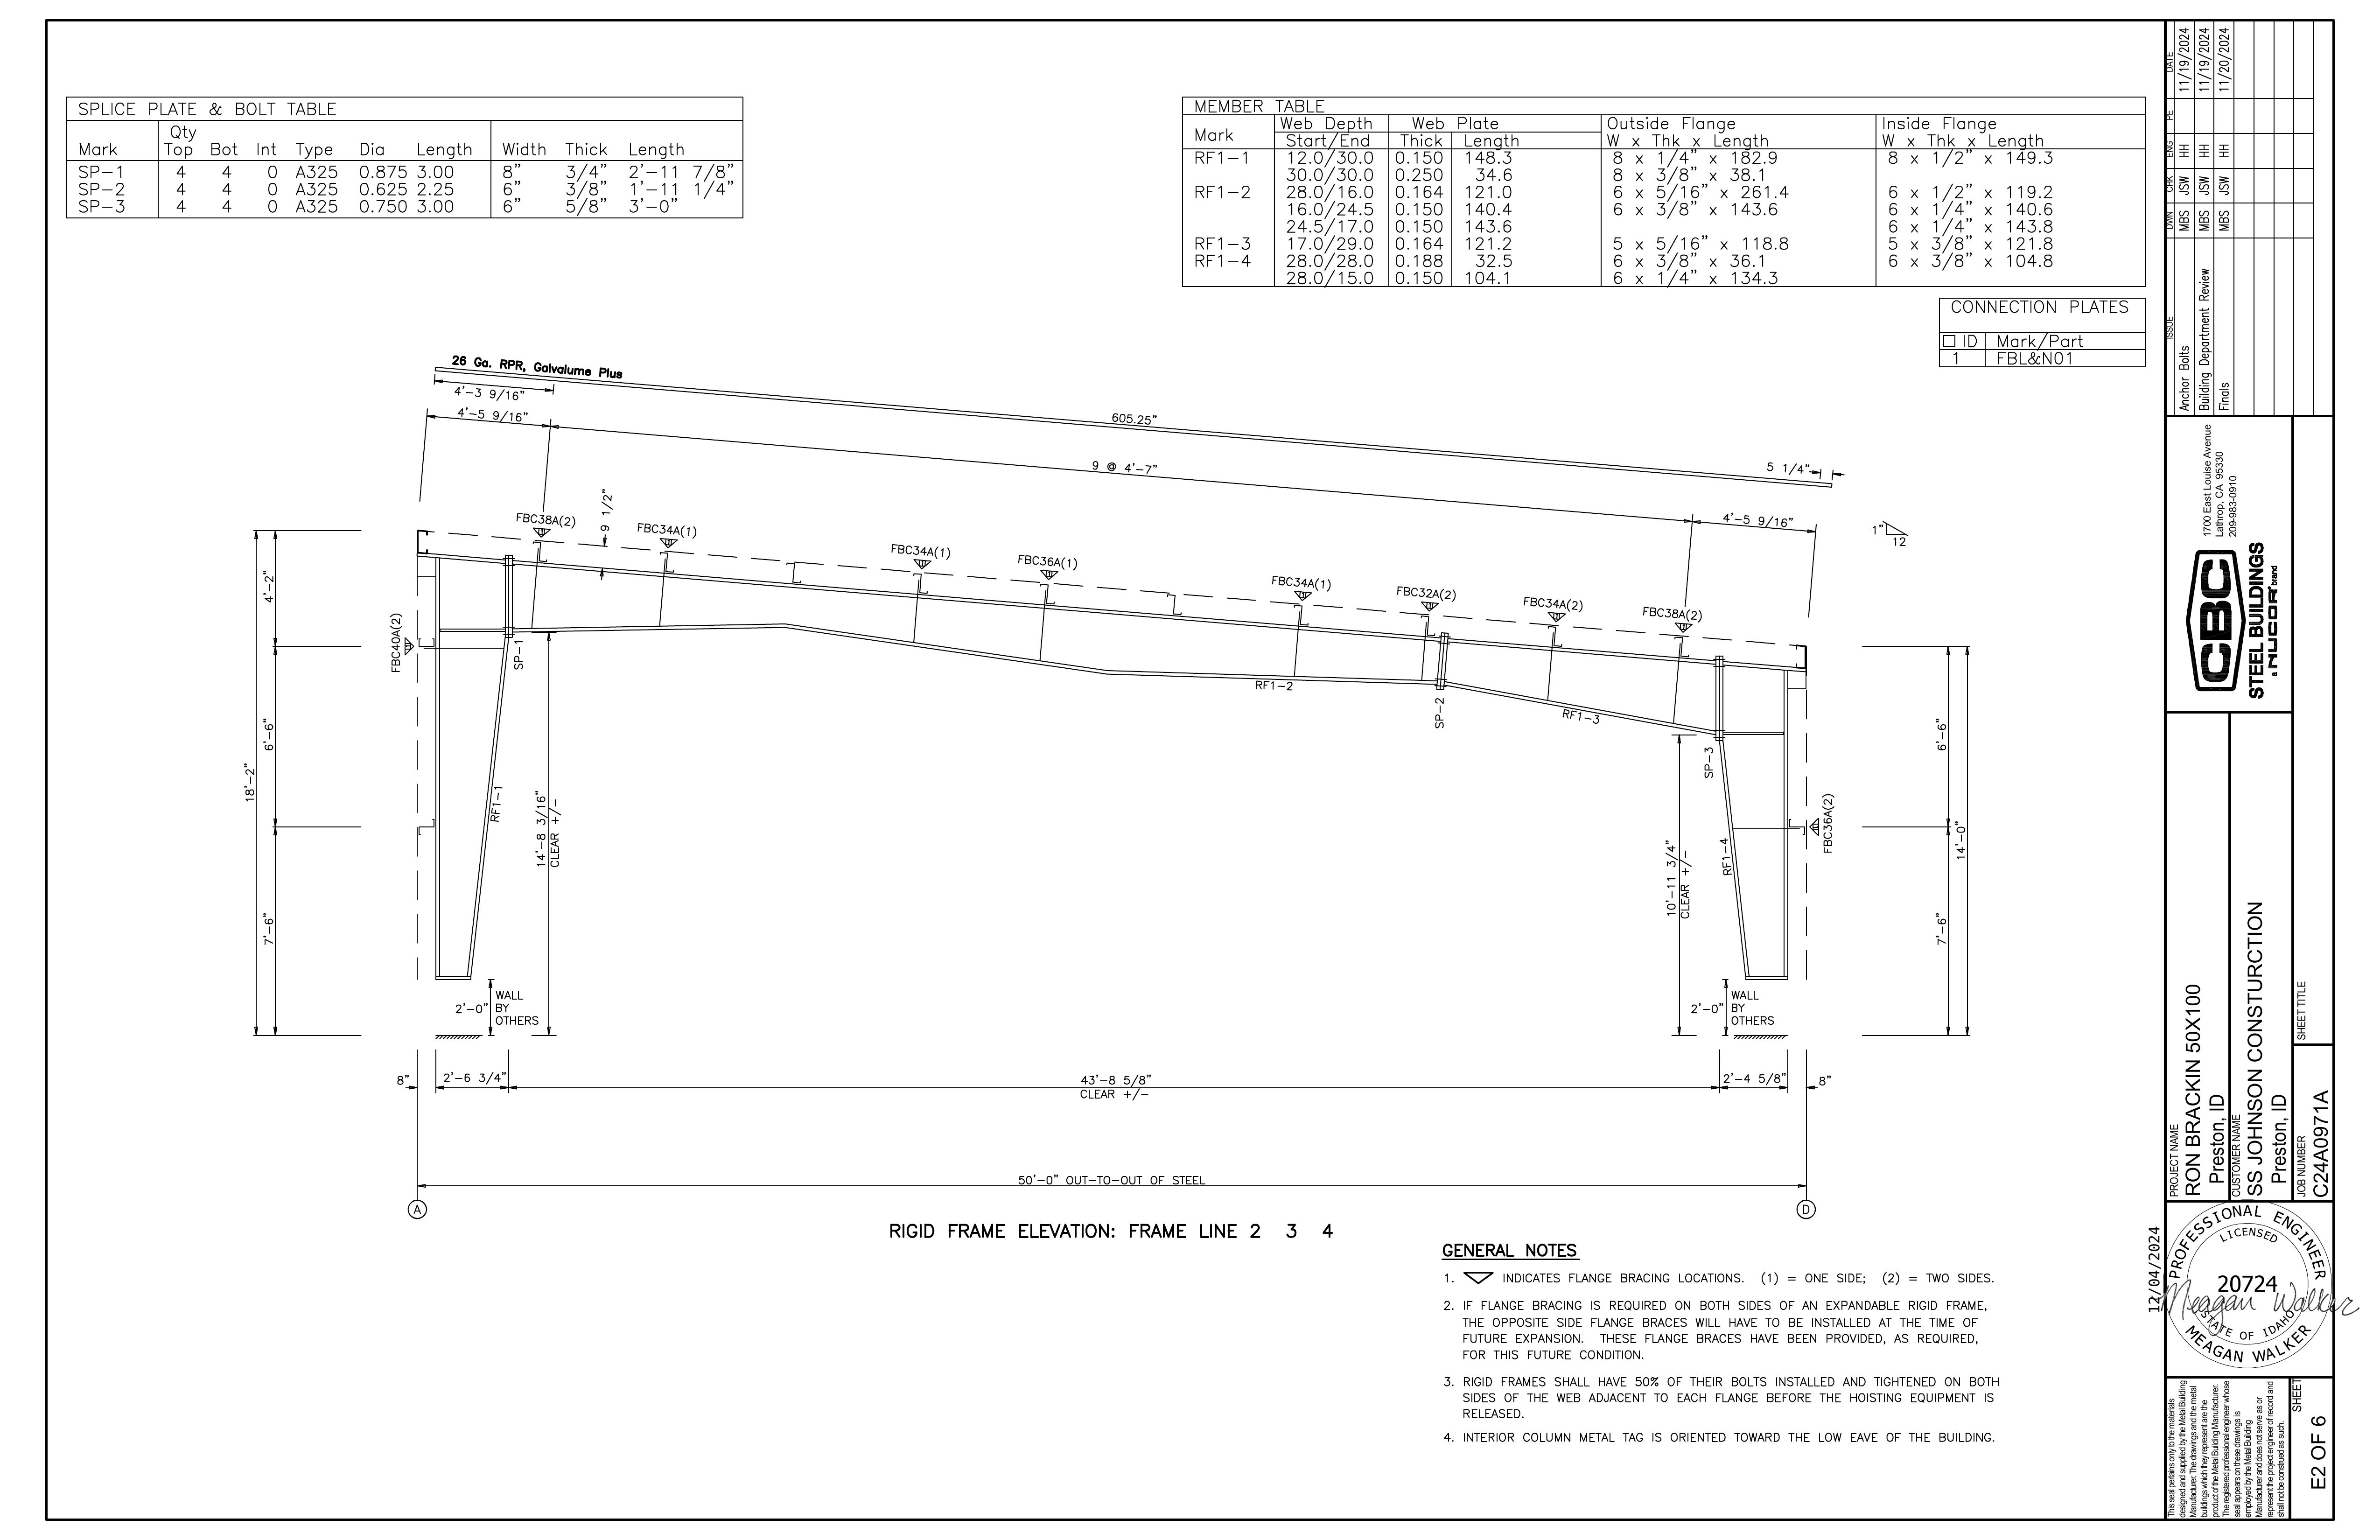 SPLICE PLATE & BOLT TABLE
Qty
Mark Top Bot Int Type Dia Length Width Thick Length
SP-1 4 4 0 A325 0.875 3.00 8" 3/4" 2'-11 7/8"
SP-2 4 4 0 A325 0.625 2.25 6" 3/8" 1'-11 1/4"
SP-3 4 4 0 A325 0.750 3.00 6" 5/8" 3'-0"
MEMBER TABLE
Mark Web Depth Web Plate Outside Flange Inside Flange
Start/End Thick Length W x Thk x Length W x Thk x Length
RF1-1 12.0/30.0 0.150 148.3 8 x 1/4" x 182.9 8 x 1/2" x 149.3
30.0/30.0 0.250 34.6 8 x 3/8" x 38.1
RF1-2 28.0/16.0 0.164 121.0 6 x 5/16" x 261.4 6 x 1/2" x 119.2
16.0/24.5 0.150 140.4 6 x 3/8" x 143.6 6 x 1/4" x 140.6
24.5/17.0 0.150 143.6 6 x 1/4" x 143.8
RF1-3 17.0/29.0 0.164 121.2 5 x 5/16" x 118.8 5 x 3/8" x 121.8
RF1-4 28.0/28.0 0.188 32.5 6 x 3/8" x 36.1 6 x 3/8" x 104.8
28.0/15.0 0.150 104.1 6 x 1/4" x 134.3
CONNECTION PLATES
ID Mark/Part
1 FBL&N01
26 Ga. RPR, Galvalume Plus
4'-3 9/16"
4'-5 9/16"
605.25"
9 @ 4'-7"
5 1/4"
4'-5 9/16"
1"
12
9 1/2"
FBC38A(2)
FBC34A(1)
FBC34A(1)
FBC36A(1)
FBC34A(1)
FBC32A(2)
FBC34A(2)
FBC38A(2)
FBC40A(2)
FBC36A(2)
SP-1
SP-2
SP-3
RF1-1
RF1-2
RF1-3
RF1-4
18'-2"
4'-2"
6'-6"
7'-6"
14'-8 3/16"
CLEAR +/-
10'-11 3/4"
CLEAR +/-
6'-6"
7'-6"
14'-0"
2'-0"
WALL
BY
OTHERS
2'-0"
WALL
BY
OTHERS
8"
2'-6 3/4"
43'-8 5/8"
CLEAR +/-
2'-4 5/8"
8"
50'-0" OUT-TO-OUT OF STEEL
A
D
RIGID FRAME ELEVATION: FRAME LINE 2 3 4
GENERAL NOTES
1. INDICATES FLANGE BRACING LOCATIONS. (1) = ONE SIDE; (2) = TWO SIDES.
2. IF FLANGE BRACING IS REQUIRED ON BOTH SIDES OF AN EXPANDABLE RIGID FRAME,
THE OPPOSITE SIDE FLANGE BRACES WILL HAVE TO BE INSTALLED AT THE TIME OF
FUTURE EXPANSION. THESE FLANGE BRACES HAVE BEEN PROVIDED, AS REQUIRED,
FOR THIS FUTURE CONDITION.
3. RIGID FRAMES SHALL HAVE 50% OF THEIR BOLTS INSTALLED AND TIGHTENED ON BOTH
SIDES OF THE WEB ADJACENT TO EACH FLANGE BEFORE THE HOISTING EQUIPMENT IS
RELEASED.
4. INTERIOR COLUMN METAL TAG IS ORIENTED TOWARD THE LOW EAVE OF THE BUILDING.
ISSUE DWN CHK ENG PE DATE
Anchor Bolts MBS JSW HH 11/19/2024
Building Department Review MBS JSW HH 11/19/2024
Finals MBS JSW HH 11/20/2024
1700 East Louise Avenue
Lathrop, CA 95330
209-983-0910
CBC
STEEL BUILDINGS
a NUCOR brand
PROJECT NAME
RON BRACKIN 50X100
Preston, ID
CUSTOMER NAME
SS JOHNSON CONSTURCTION
Preston, ID
SHEET TITLE
JOB NUMBER
C24A0971A
12/04/2024
PROFESSIONAL ENGINEER
LICENSED
20724
Meagan Walker
STATE OF IDAHO
MEAGAN WALKER
This seal pertains only to the materials
designed and supplied by the Metal Building
Manufacturer. The drawings and the metal
buildings which they represent are the
product of the Metal Building Manufacturer.
The registered professional engineer whose
seal appears on these drawings is
employed by the Metal Building
Manufacturer and does not serve as or
represent the project engineer of record and
shall not be construed as such.
SHEET
E2 OF 6